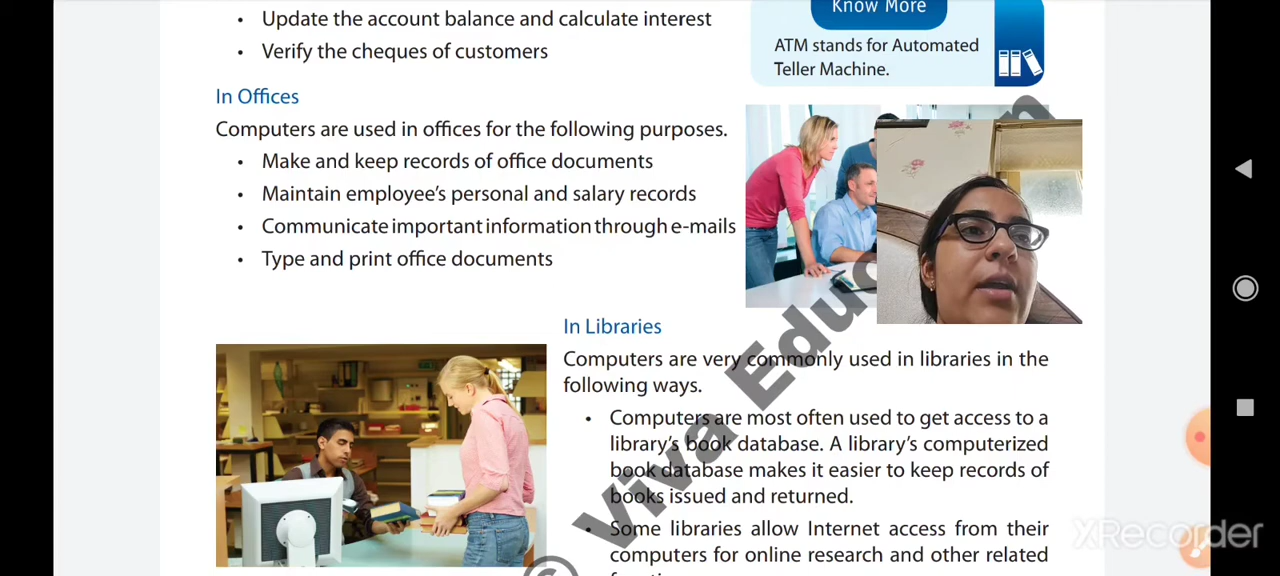 • Update the account balance and calculate interest
• Verify the cheques of customers
Know More
ATM stands for Automated
Teller Machine.
In Offices
Computers are used in offices for the following purposes.
• Make and keep records of office documents
• Maintain employee's personal and salary records
• Communicate important information through e-mails
• Type and print office documents
In Libraries
Computers are very commonly used in libraries in the
following ways.
• Computers are most often used to get access to a
library's book database. A library's computerized
book database makes it easier to keep records of
books issued and returned.
• Some libraries allow Internet access from their
computers for online research and other related
© Viva
XRecorder